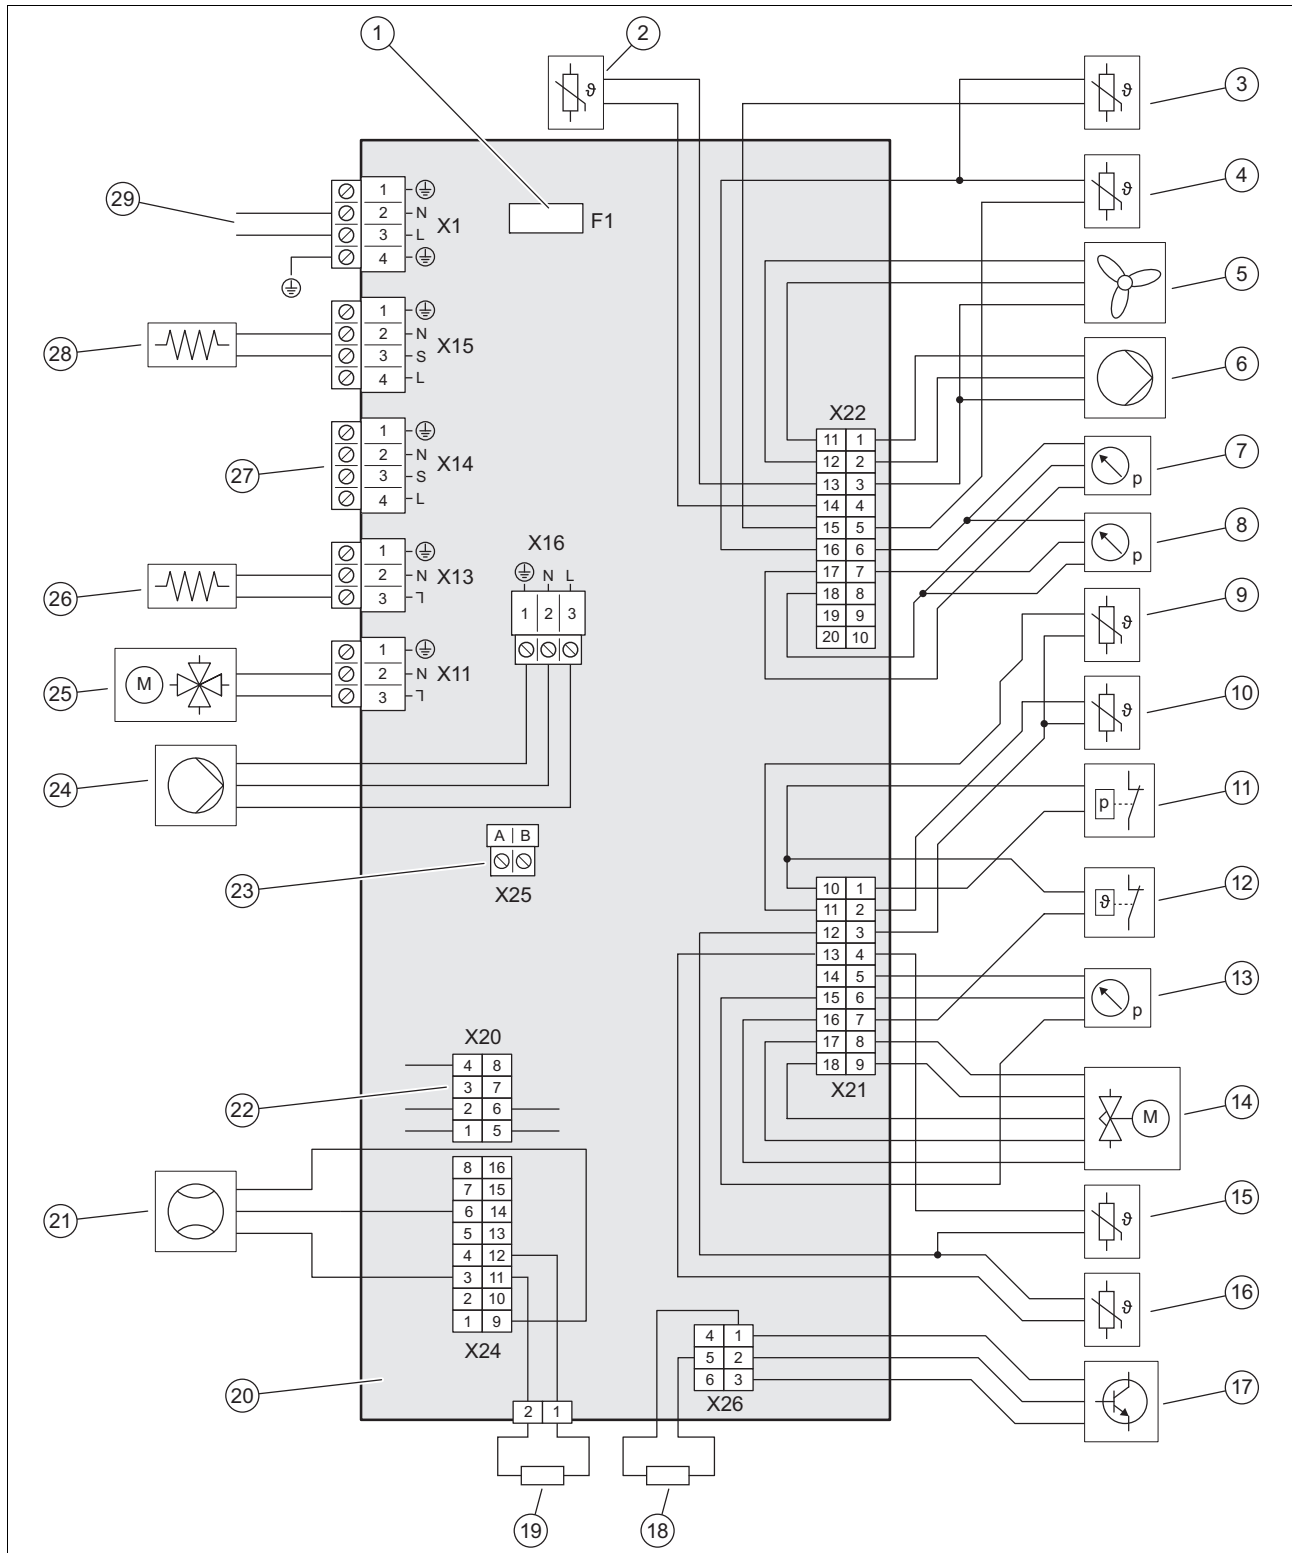 1
2
ϑ
ϑ
3
ϑ
4
5
6
p
7
p
8
ϑ
9
ϑ
10
p
11
ϑ
12
p
13
M
14
ϑ
15
ϑ
16
17
F1
29
1
2 N
3 L
4
X1
28
1
2 N
3 S
4 L
X15
27
1
2 N
3 S
4 L
X14
26
1
2 N
3
X13
25
M
1
2 N
3
X11
24
X16
N L
1 2 3
A B
X25
23
X22
11 1
12 2
13 3
14 4
15 5
16 6
17 7
18 8
19 9
20 10
10 1
11 2
12 3
13 4
14 5
15 6
16 7
17 8
18 9
X21
X20
4 8
3 7
2 6
1 5
22
21
8 16
7 15
6 14
5 13
4 12
3 11
2 10
1 9
X24
20
4 1
5 2
6 3
X26
2 1
19
18